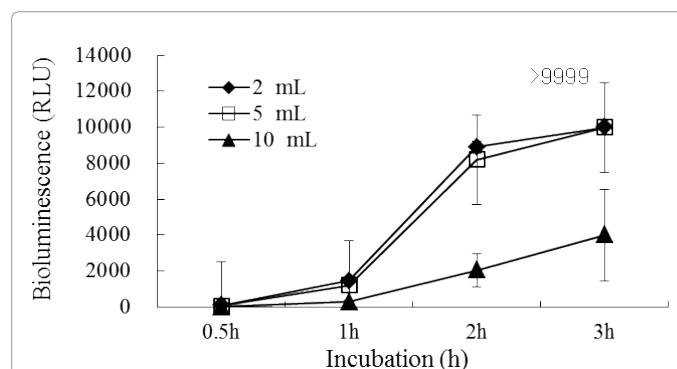 14000
12000
10000
8000
6000
4000
2000
0
Bioluminescence (RLU)
2 mL
5 mL
10 mL
>9999
0.5h 1h 2h 3h
Incubation (h)